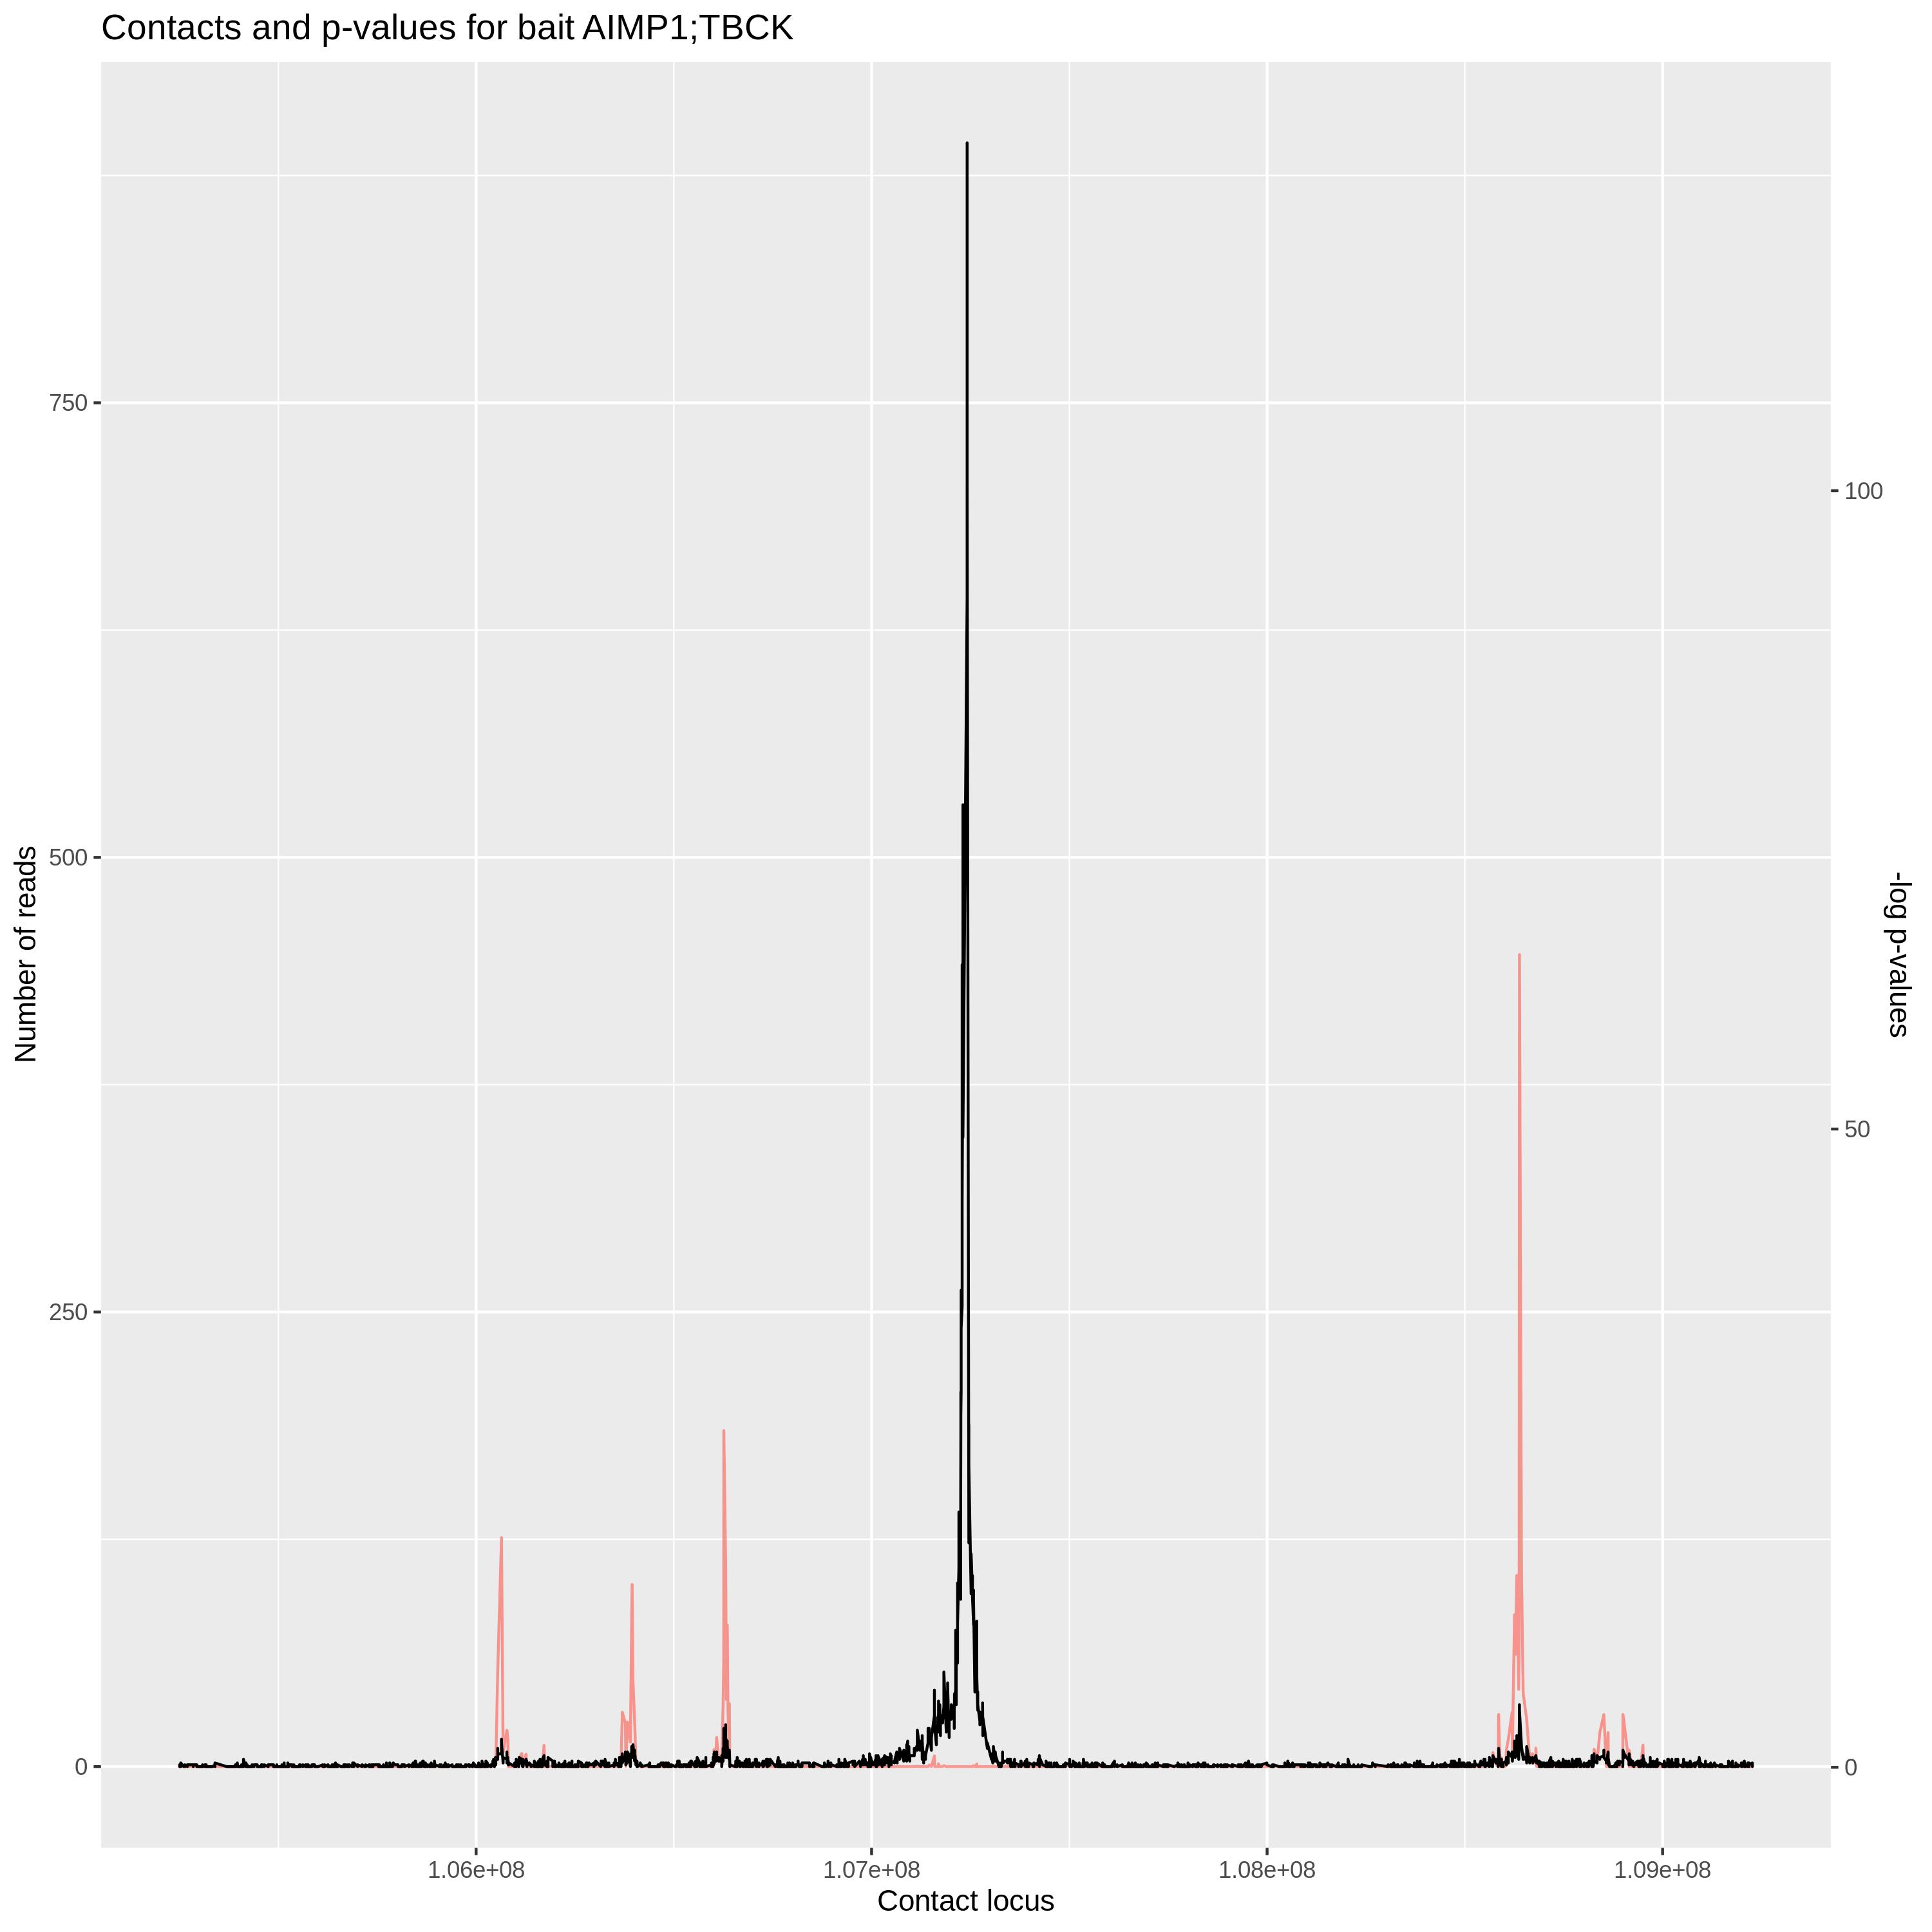 Contacts and p-values for bait AIMP1;TBCK
750
500
250
0
Number of reads
100
50
0
-log p-values
1.06e+08
1.07e+08
1.08e+08
1.09e+08
Contact locus